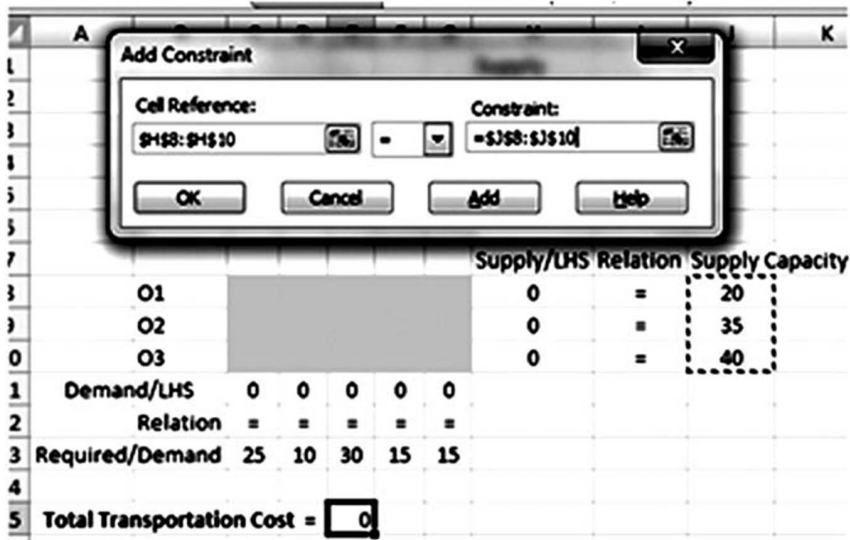 A K
Add Constraint
Cell Reference: Constraint:
$H$8:$H$10 = =$J$8:$J$10
OK Cancel Add Help
Supply/LHS Relation Supply Capacity
O1 0 = 20
O2 0 = 35
O3 0 = 40
Demand/LHS 0 0 0 0 0
Relation = = = = =
Required/Demand 25 10 30 15 15
Total Transportation Cost = 0